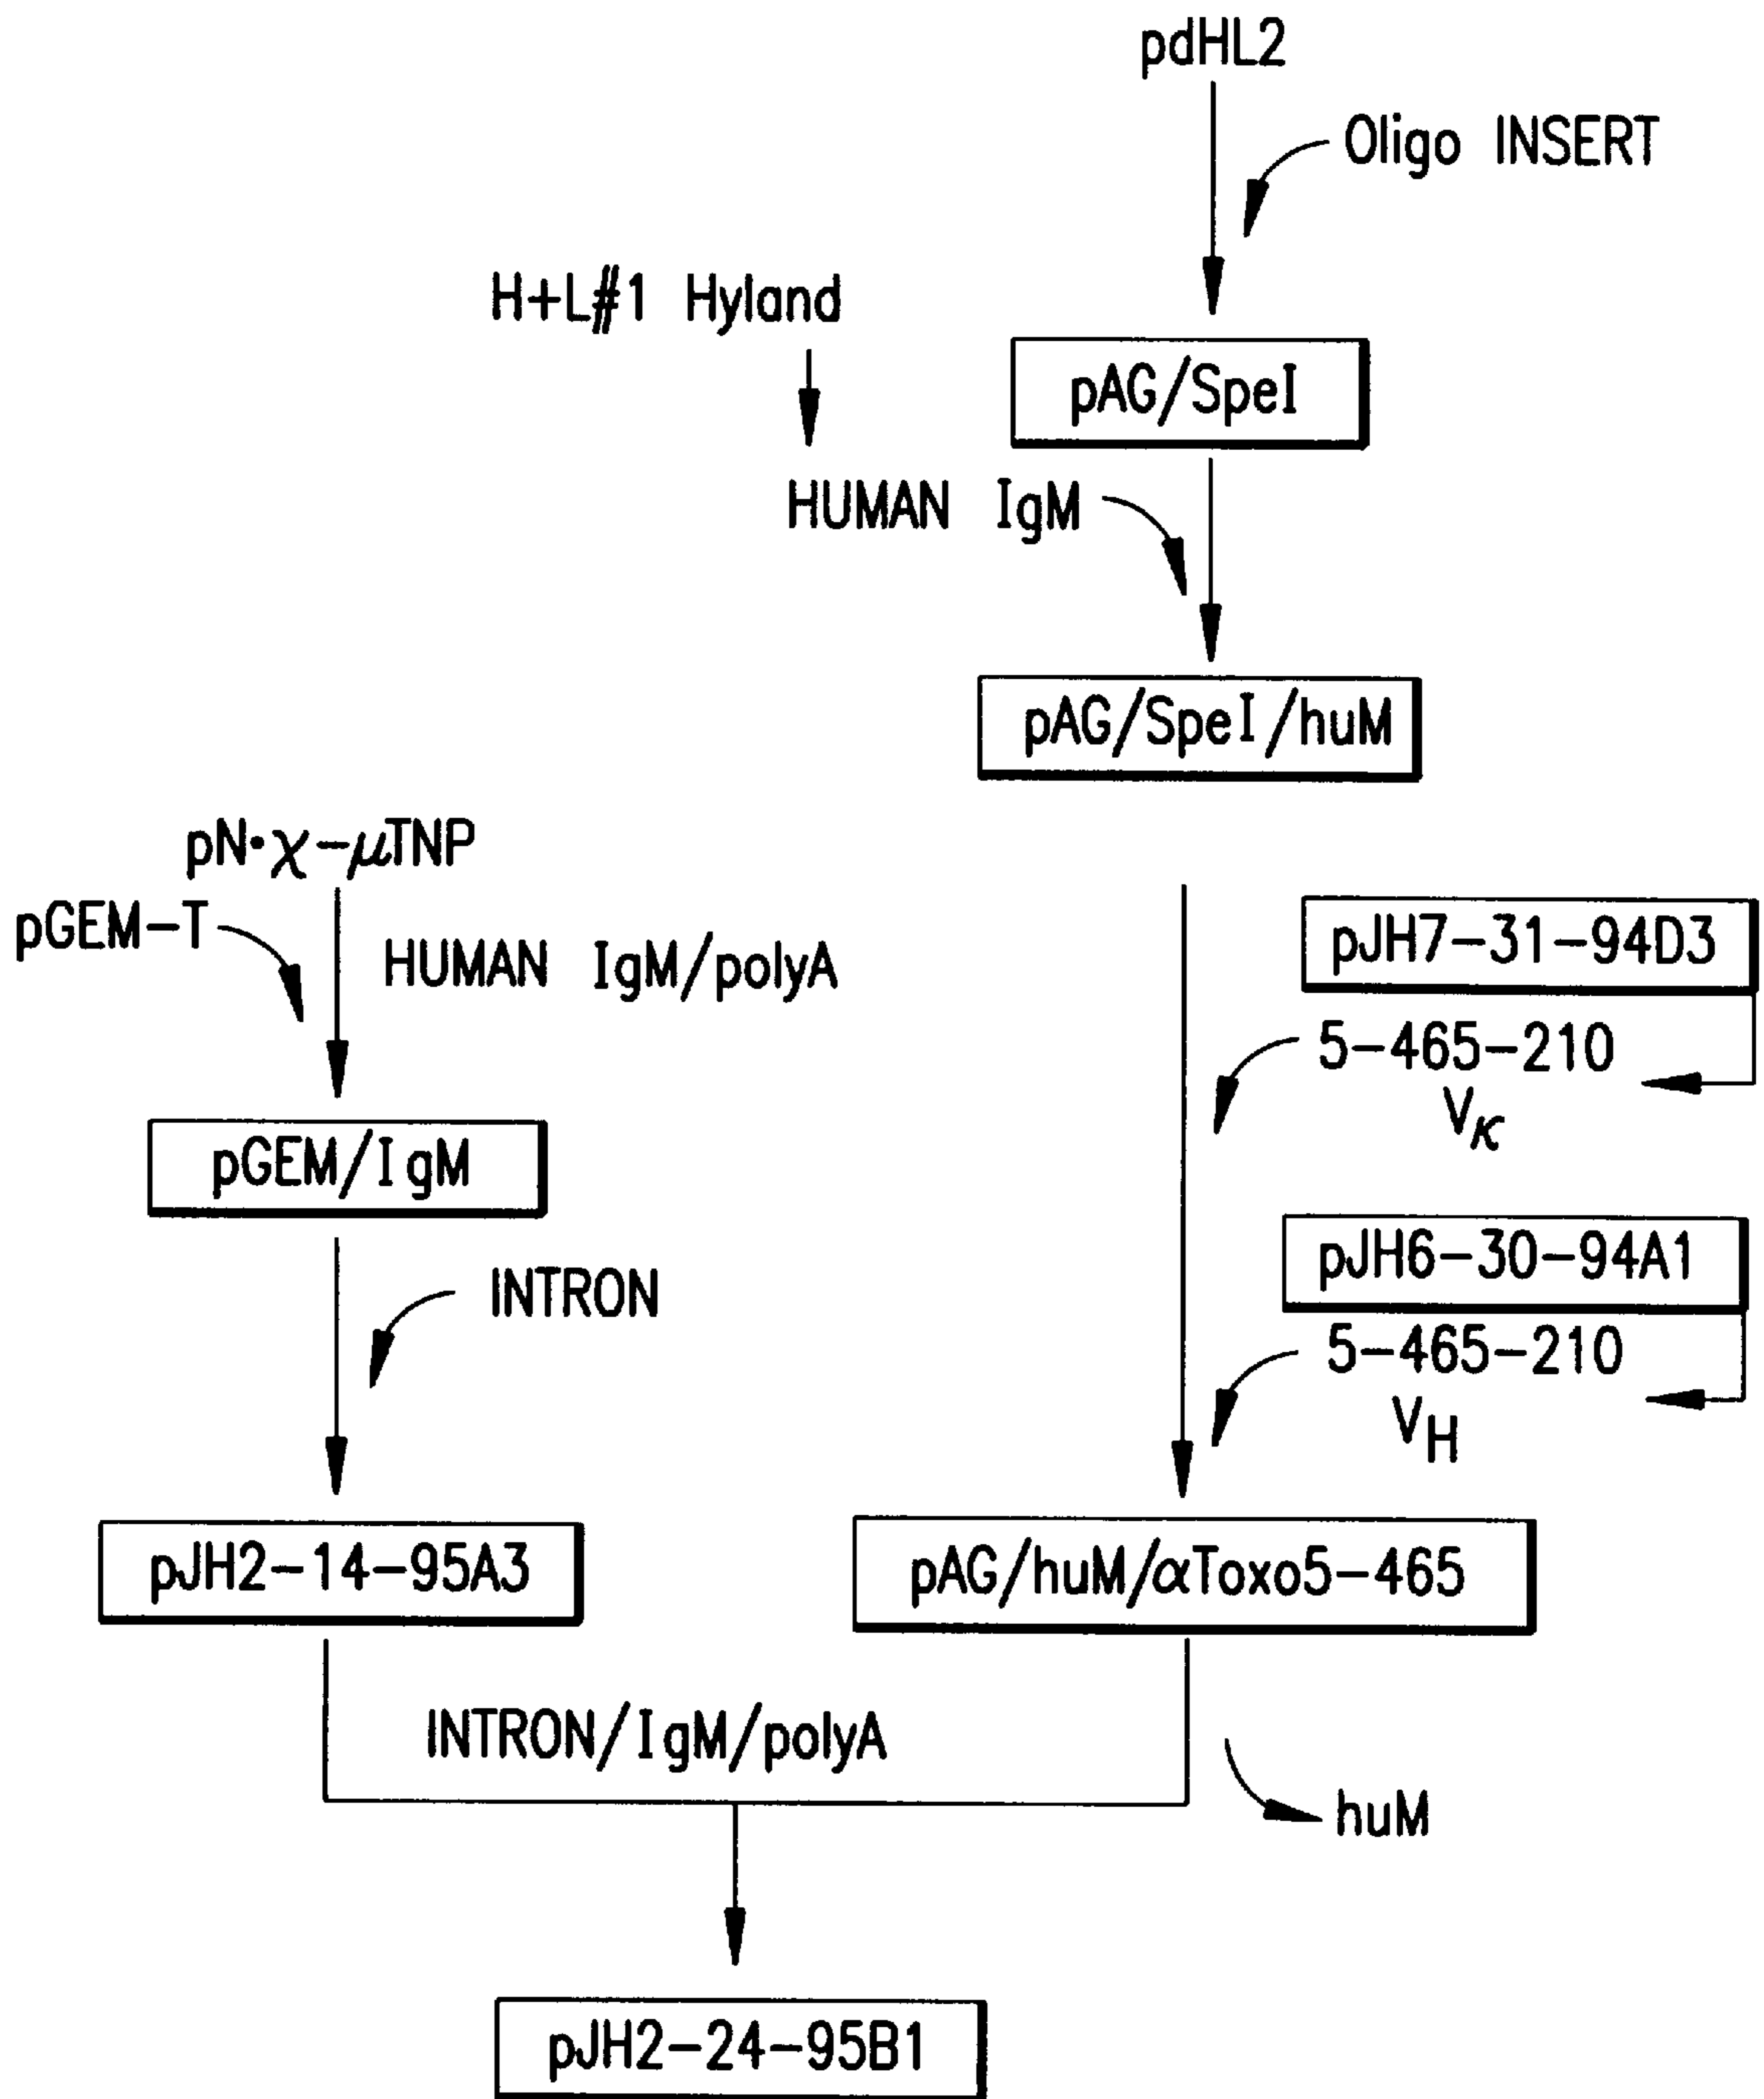 pdHL2
Oligo INSERT
H+L#1 Hyland
pAG/SpeI
HUMAN IgM
pAG/SpeI/huM
pN•χ-μTNP
pGEM-T
HUMAN IgM/polyA
pJH7-31-94D3
5-465-210
Vκ
pGEM/IgM
pJH6-30-94A1
INTRON
5-465-210
VH
pJH2-14-95A3
pAG/huM/αToxo5-465
INTRON/IgM/polyA
huM
pJH2-24-95B1